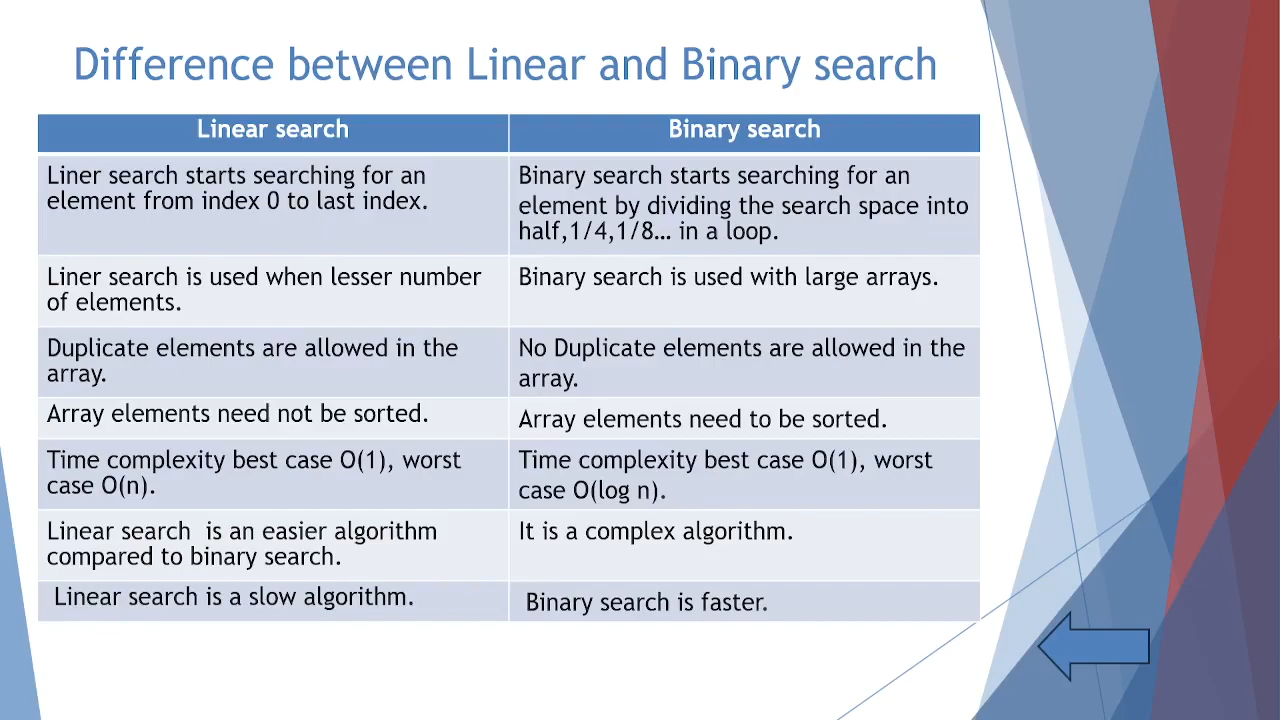 Difference between Linear and Binary search
Linear search
Binary search
Liner search starts searching for an
element from index 0 to last index.
Binary search starts searching for an
element by dividing the search space into
half,1/4,1/8… in a loop.
Liner search is used when lesser number
of elements.
Binary search is used with large arrays.
Duplicate elements are allowed in the
array.
No Duplicate elements are allowed in the
array.
Array elements need not be sorted.
Array elements need to be sorted.
Time complexity best case O(1), worst
case O(n).
Time complexity best case O(1), worst
case O(log n).
Linear search  is an easier algorithm
compared to binary search.
It is a complex algorithm.
Linear search is a slow algorithm.
Binary search is faster.